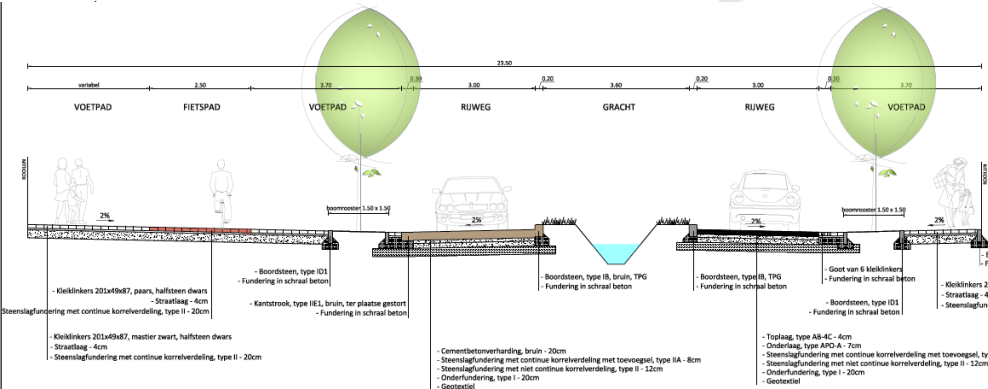 23.50
variabel 2.50 3.70 0.30 3.00 0.20 3.60 0.20 3.00 0.30 3.70
VOETPAD FIETSPAD VOETPAD RIJWEG GRACHT RIJWEG VOETPAD
ROOILIJN
ROOILIJN
boomrooster 1.50 x 1.50
boomrooster 1.50 x 1.50
2% 2% 2% 2%
- Boordsteen, type ID1
- Fundering in schraal beton
- Boordsteen, type IB, bruin, TPG
- Fundering in schraal beton
- Boordsteen, type IB, TPG
- Fundering in schraal beton
- Goot van 6 kleiklinkers
- Fundering in schraal beton
- Kleiklinkers 201x49x87, paars, halfsteen dwars
- Straatlaag - 4cm
Steenslagfundering met continue korrelverdeling, type II - 20cm
- Kantstrook, type IIE1, bruin, ter plaatse gestort
- Fundering in schraal beton
- Boordsteen, type ID1
- Fundering in schraal beton
- Kleiklinkers 2
- Straatlaag - 4
- Steenslagfund
- Kleiklinkers 201x49x87, mastier zwart, halfsteen dwars
- Straatlaag - 4cm
- Steenslagfundering met continue korrelverdeling, type II - 20cm
- Cementbetonverharding, bruin - 20cm
- Steenslagfundering met continue korrelverdeling met toevoegsel, type IIA - 8cm
- Steenslagfundering met niet continue korrelverdeling, type II - 12cm
- Onderfundering, type I - 20cm
- Geotextiel
- Toplaag, type AB-4C - 4cm
- Onderlaag, type APO-A - 7cm
- Steenslagfundering met continue korrelverdeling met toevoegsel, ty
- Steenslagfundering met niet continue korrelverdeling, type II - 12cm
- Onderfundering, type I - 20cm
- Geotextiel